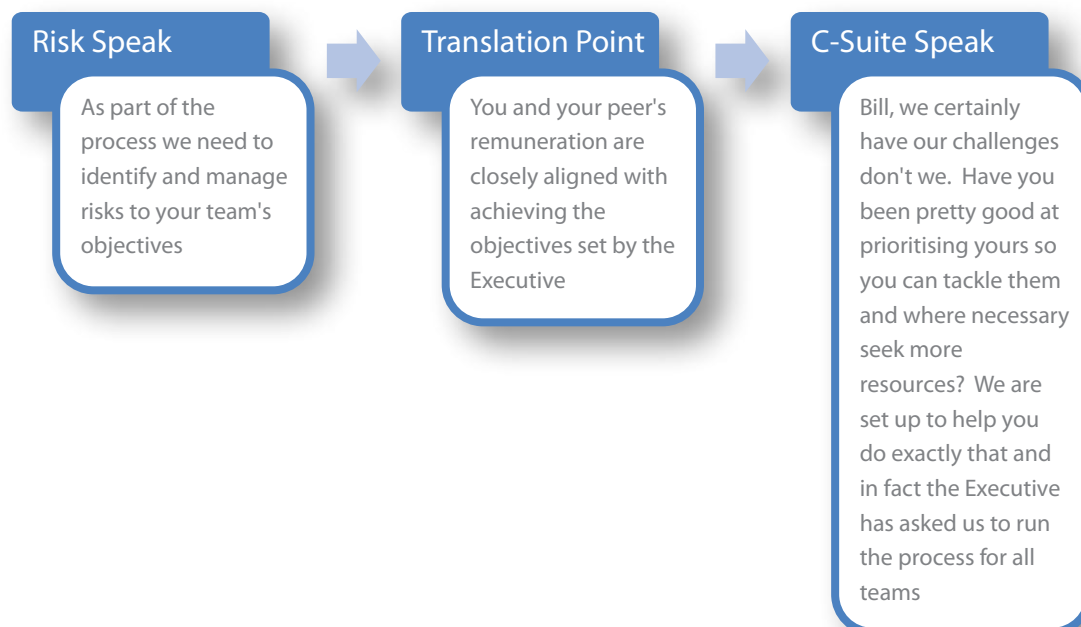 Risk Speak
As part of the
process we need to
identify and manage
risks to your team's
objectives
Translation Point
You and your peer's
remuneration are
closely aligned with
achieving the
objectives set by the
Executive
C-Suite Speak
Bill, we certainly
have our challenges
don't we.  Have you
been pretty good at
prioritising yours so
you can tackle them
and where necessary
seek more
resources?  We are
set up to help you
do exactly that and
in fact the Executive
has asked us to run
the process for all
teams